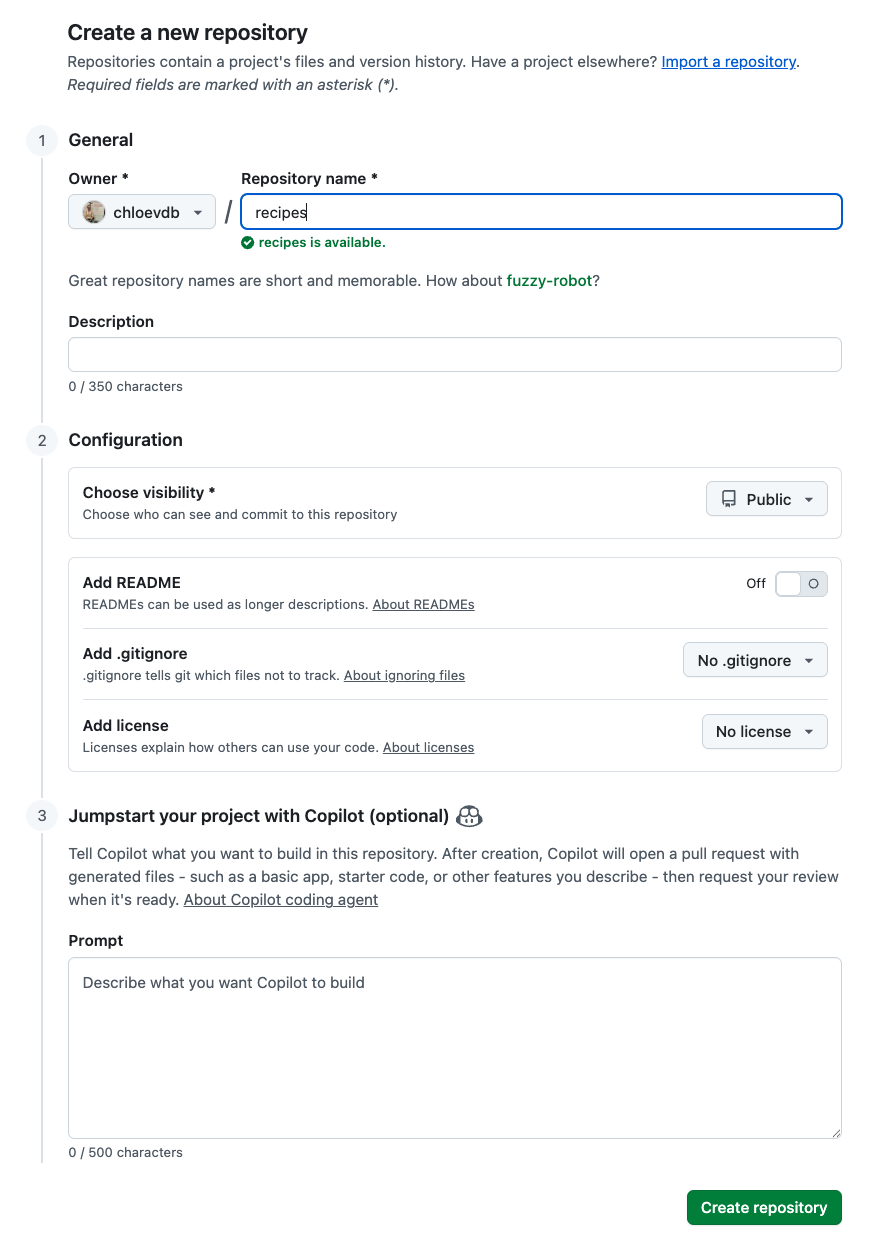 Create a new repository
Repositories contain a project's files and version history. Have a project elsewhere? Import a repository.
Required fields are marked with an asterisk (*).
1 General
Owner * Repository name *
chloevdb / recipes
recipes is available.
Great repository names are short and memorable. How about fuzzy-robot?
Description
0 / 350 characters
2 Configuration
Choose visibility *
Choose who can see and commit to this repository
Public
Add README
READMEs can be used as longer descriptions. About READMEs
Off
Add .gitignore
.gitignore tells git which files not to track. About ignoring files
No .gitignore
Add license
Licenses explain how others can use your code. About licenses
No license
3 Jumpstart your project with Copilot (optional)
Tell Copilot what you want to build in this repository. After creation, Copilot will open a pull request with
generated files - such as a basic app, starter code, or other features you describe - then request your review
when it's ready. About Copilot coding agent
Prompt
Describe what you want Copilot to build
0 / 500 characters
Create repository